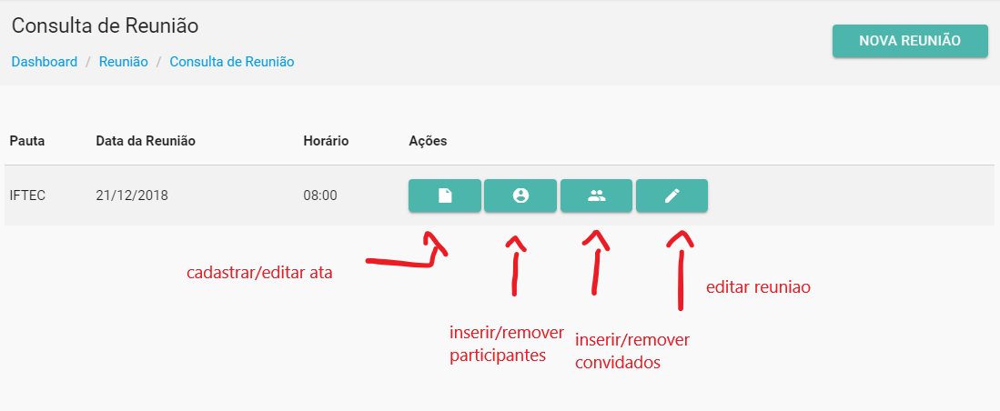 Consulta de Reunião
NOVA REUNIÃO
Dashboard / Reunião / Consulta de Reunião
Pauta Data da Reunião Horário Ações
IFTEC 21/12/2018 08:00
cadastrar/editar ata
editar reuniao
inserir/remover
participantes
inserir/remover
convidados